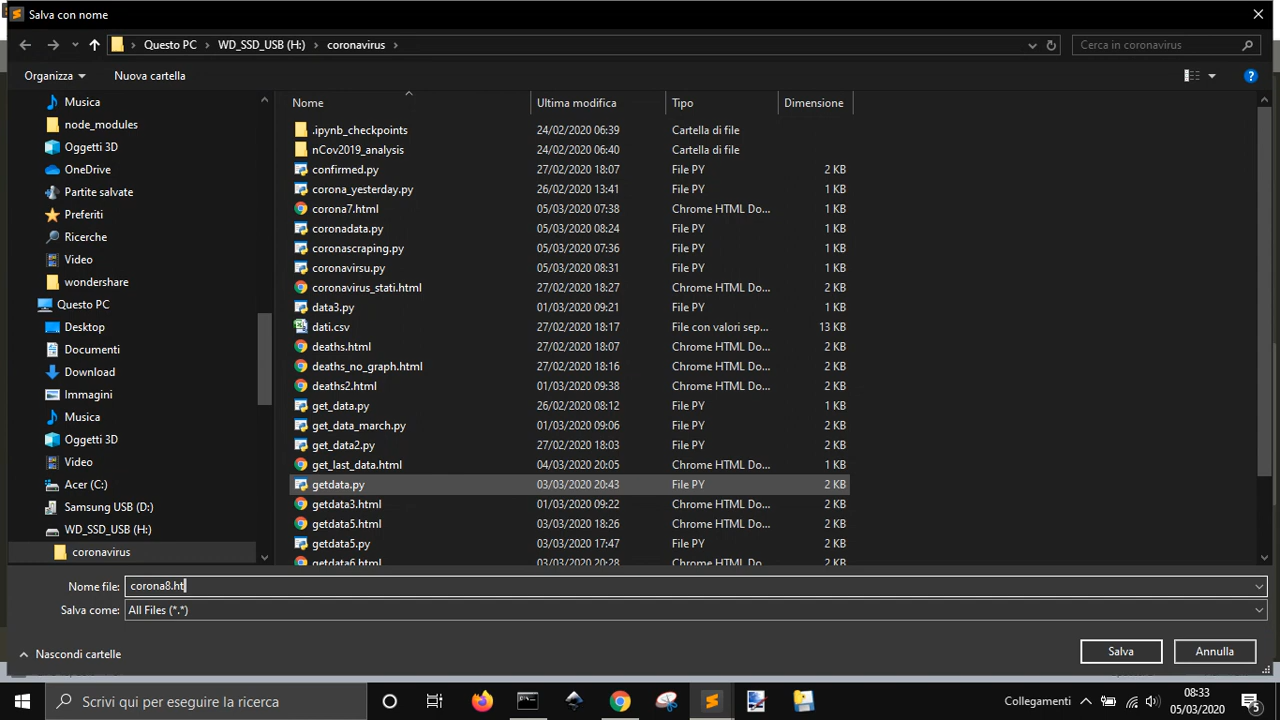 Salva con nome
Questo PC > WD_SSD_USB (H:) > coronavirus >
Cerca in coronavirus
Organizza
Nuova cartella
Musica
node_modules
Oggetti 3D
OneDrive
Partite salvate
Preferiti
Ricerche
Video
wondershare
Questo PC
Desktop
Documenti
Download
Immagini
Musica
Oggetti 3D
Video
Acer (C:)
Samsung USB (D:)
WD_SSD_USB (H:)
coronavirus
Nome Ultima modifica Tipo Dimensione
.ipynb_checkpoints 24/02/2020 06:39 Cartella di file
nCov2019_analysis 24/02/2020 06:40 Cartella di file
confirmed.py 27/02/2020 18:07 File PY 2 KB
corona_yesterday.py 26/02/2020 13:41 File PY 1 KB
corona7.html 05/03/2020 07:38 Chrome HTML Do... 1 KB
coronadata.py 05/03/2020 08:24 File PY 1 KB
coronascraping.py 05/03/2020 07:36 File PY 1 KB
coronavirsu.py 05/03/2020 08:31 File PY 1 KB
coronavirus_stati.html 27/02/2020 18:27 Chrome HTML Do... 1 KB
data3.py 01/03/2020 09:21 File PY 1 KB
dati.csv 27/02/2020 18:17 File con valori sep... 13 KB
deaths.html 27/02/2020 18:07 Chrome HTML Do... 2 KB
deaths_no_graph.html 27/02/2020 18:16 Chrome HTML Do... 2 KB
deaths2.html 01/03/2020 09:38 Chrome HTML Do... 2 KB
get_data.py 26/02/2020 08:12 File PY 2 KB
get_data_march.py 01/03/2020 09:06 File PY 2 KB
get_data2.py 27/02/2020 18:03 File PY 2 KB
get_last_data.html 04/03/2020 20:05 Chrome HTML Do... 1 KB
getdata.py 03/03/2020 20:43 File PY 2 KB
getdata3.html 01/03/2020 09:22 Chrome HTML Do... 2 KB
getdata5.html 03/03/2020 18:26 Chrome HTML Do... 2 KB
getdata5.py 03/03/2020 17:47 File PY 2 KB
getdata6.html 03/03/2020 20:28 Chrome HTML Do... 2 KB
Nome file: corona8.ht
Salva come: All Files (*.*)
Nascondi cartelle
Salva
Annulla
Scrivi qui per eseguire la ricerca
Collegamenti
08:33
05/03/2020
5